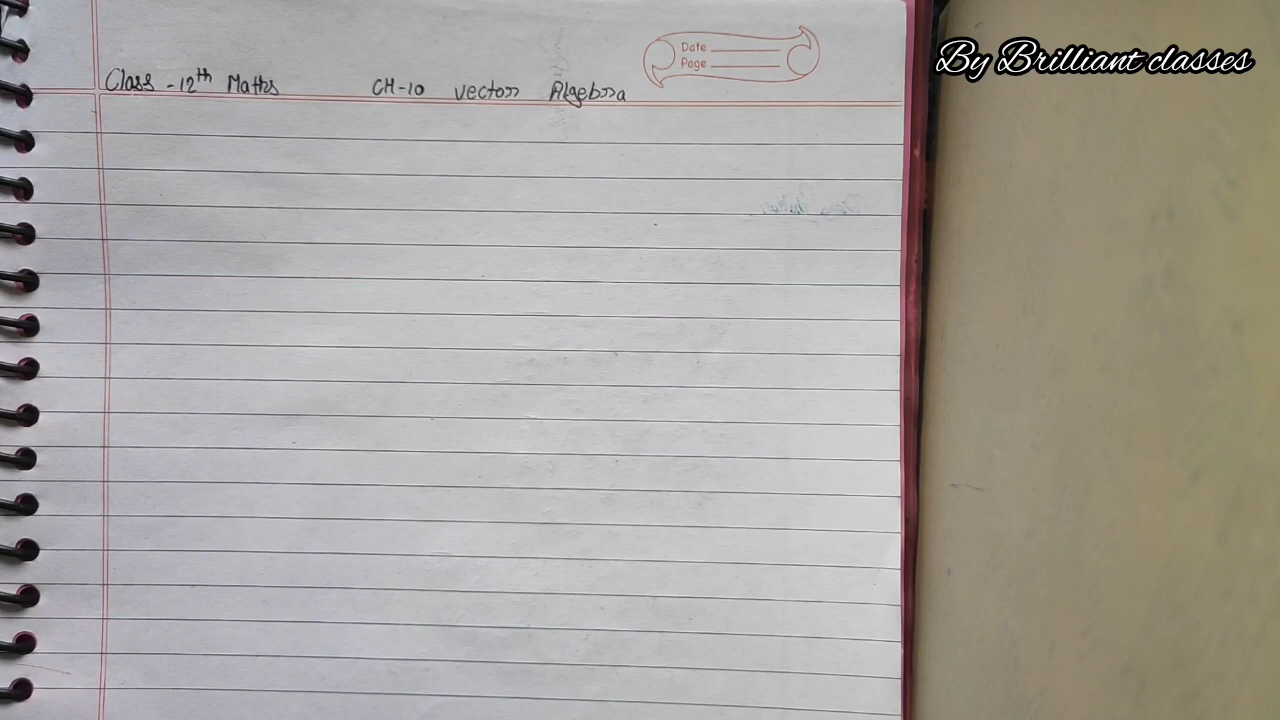 By Brilliant classes
Date
Page
Class - 12th Maths CH-10 vector Algebra